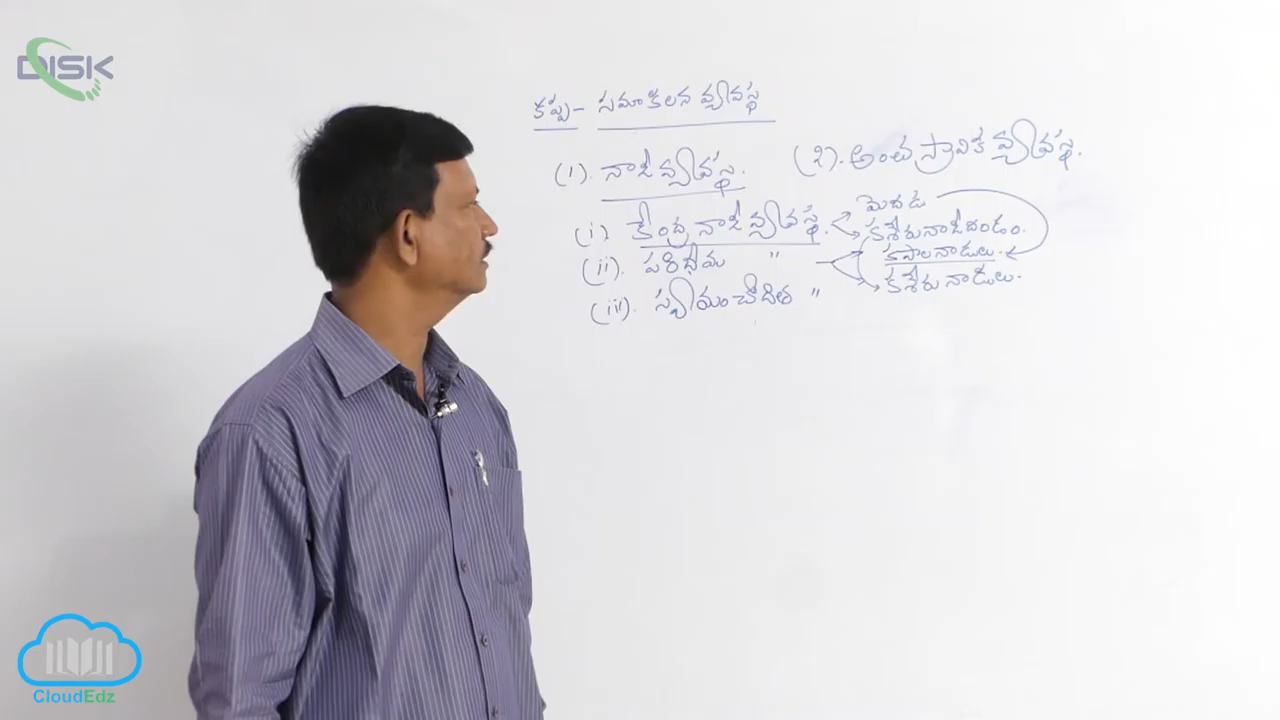 DISK
కప్ప- సమాకలన వ్యవస్థ
(1). నాడీ వ్యవస్థ.
(2). అంతస్రావిక వ్యవస్థ.
(i). కేంద్ర నాడీ వ్యవస్థ.
మెదడు
కశేరునాడీదండం.
(ii). పరిధీయ "
కపాల నాడులు.
కశేరు నాడులు.
(iii). స్వయంచోదిత "
CloudEdz